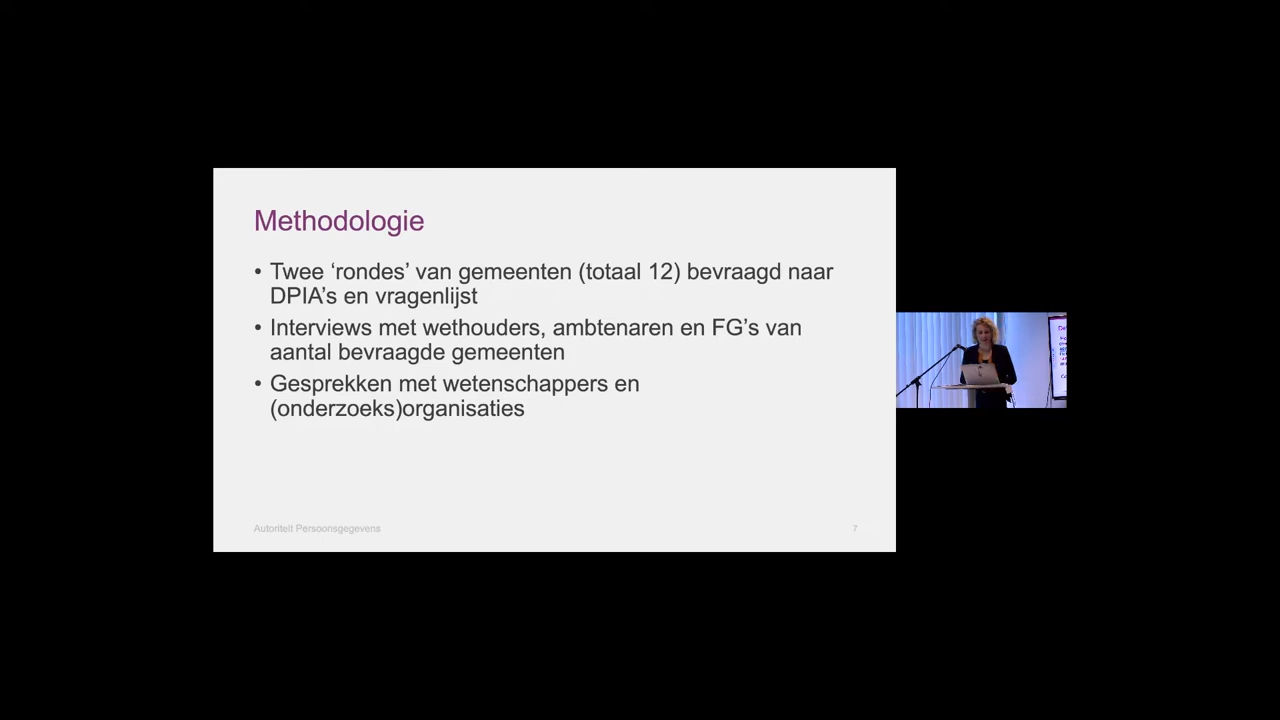 Methodologie
• Twee ‘rondes’ van gemeenten (totaal 12) bevraagd naar
DPIA’s en vragenlijst
• Interviews met wethouders, ambtenaren en FG’s van
aantal bevraagde gemeenten
• Gesprekken met wetenschappers en
(onderzoeks)organisaties
Autoriteit Persoonsgegevens
7